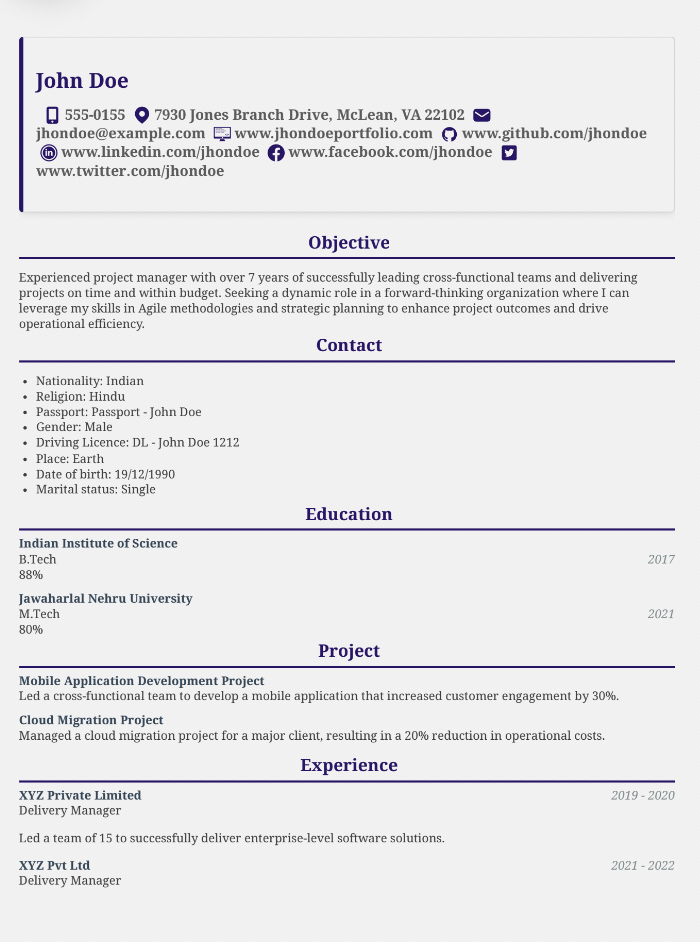 John Doe
555-0155 7930 Jones Branch Drive, McLean, VA 22102
jhondoe@example.com www.jhondoeportfolio.com www.github.com/jhondoe
www.linkedin.com/jhondoe www.facebook.com/jhondoe
www.twitter.com/jhondoe
Objective
Experienced project manager with over 7 years of successfully leading cross-functional teams and delivering
projects on time and within budget. Seeking a dynamic role in a forward-thinking organization where I can
leverage my skills in Agile methodologies and strategic planning to enhance project outcomes and drive
operational efficiency.
Contact
• Nationality: Indian
• Religion: Hindu
• Passport: Passport - John Doe
• Gender: Male
• Driving Licence: DL - John Doe 1212
• Place: Earth
• Date of birth: 19/12/1990
• Marital status: Single
Education
Indian Institute of Science
B.Tech 2017
88%
Jawaharlal Nehru University
M.Tech 2021
80%
Project
Mobile Application Development Project
Led a cross-functional team to develop a mobile application that increased customer engagement by 30%.
Cloud Migration Project
Managed a cloud migration project for a major client, resulting in a 20% reduction in operational costs.
Experience
XYZ Private Limited 2019 - 2020
Delivery Manager
Led a team of 15 to successfully deliver enterprise-level software solutions.
XYZ Pvt Ltd 2021 - 2022
Delivery Manager